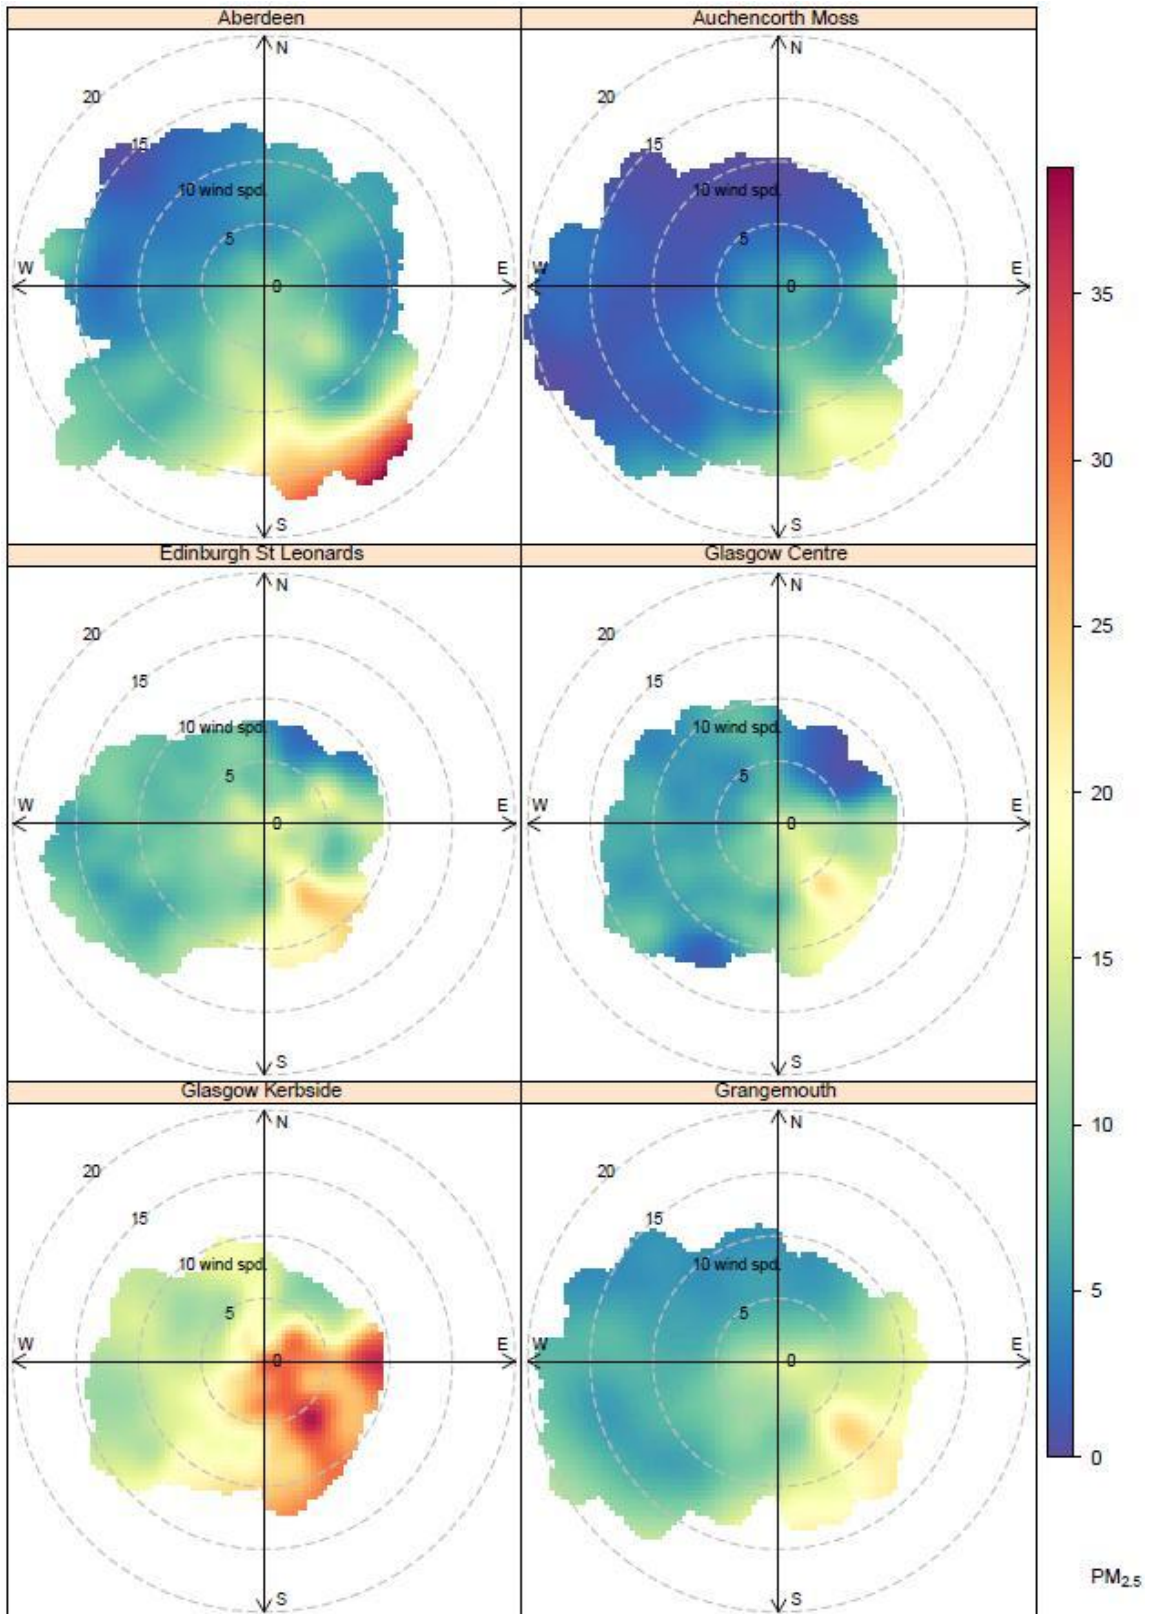 Aberdeen
Auchencorth Moss
N
20
15
10 wind spd.
5
W
0
E
S
N
20
15
10 wind spd.
5
W
0
E
S
Edinburgh St Leonards
Glasgow Centre
N
20
15
10 wind spd.
5
W
0
E
S
N
20
15
10 wind spd.
5
W
0
E
S
Glasgow Kerbside
Grangemouth
N
20
15
10 wind spd.
5
W
0
E
S
N
20
15
10 wind spd.
5
W
0
E
S
35
30
25
20
15
10
5
0
PM2.5